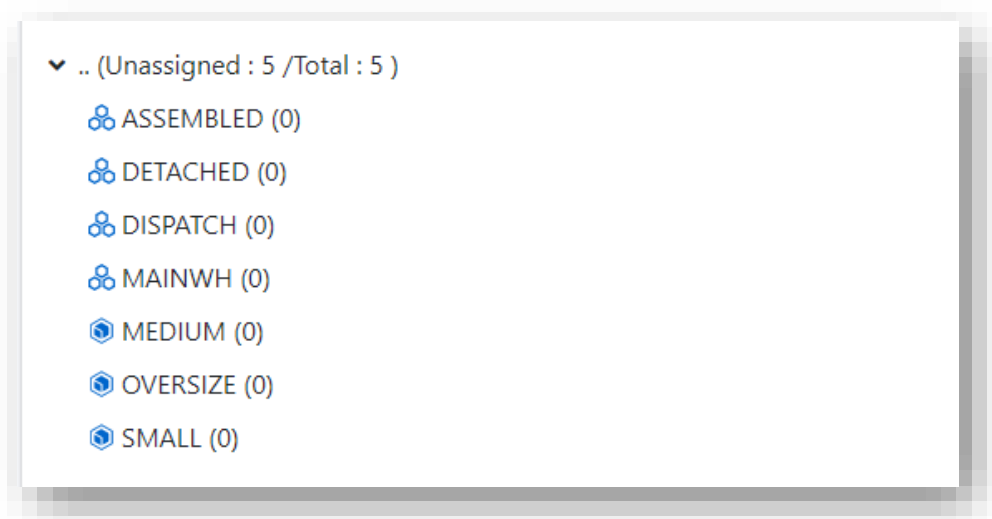 .. (Unassigned : 5 /Total : 5 )
ASSEMBLED (0)
DETACHED (0)
DISPATCH (0)
MAINWH (0)
MEDIUM (0)
OVERSIZE (0)
SMALL (0)